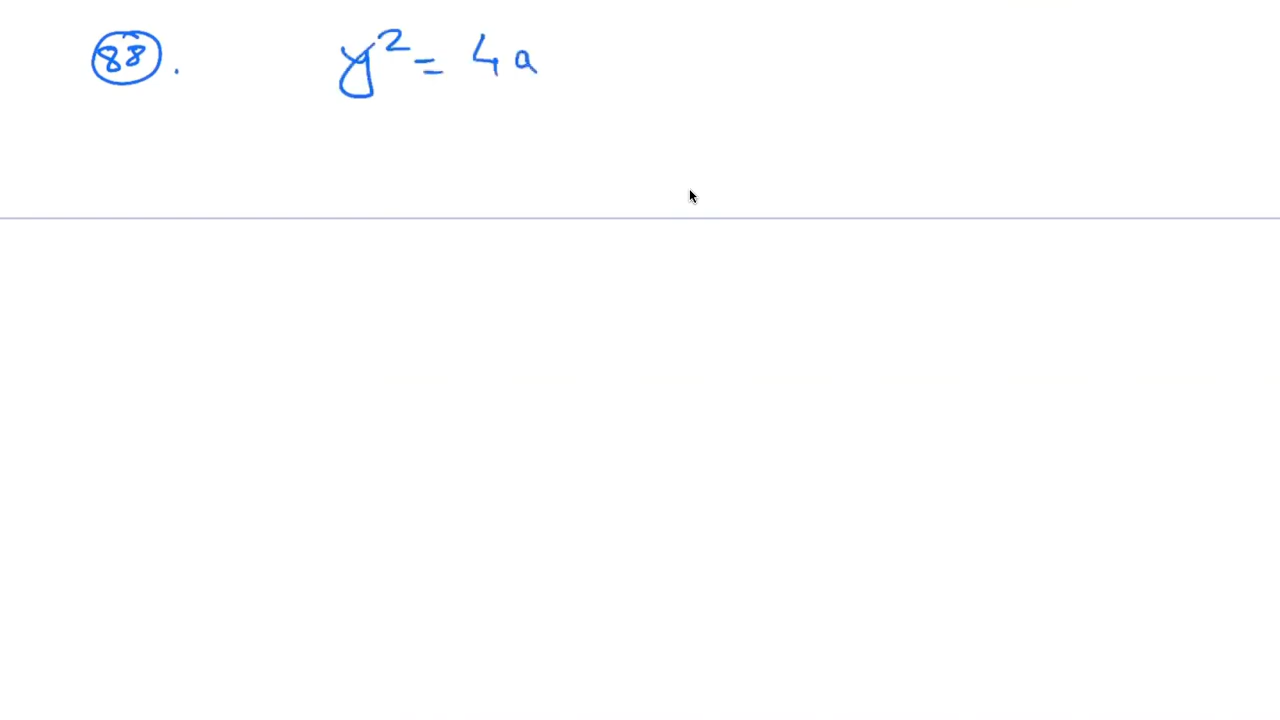 88. y² = 4a